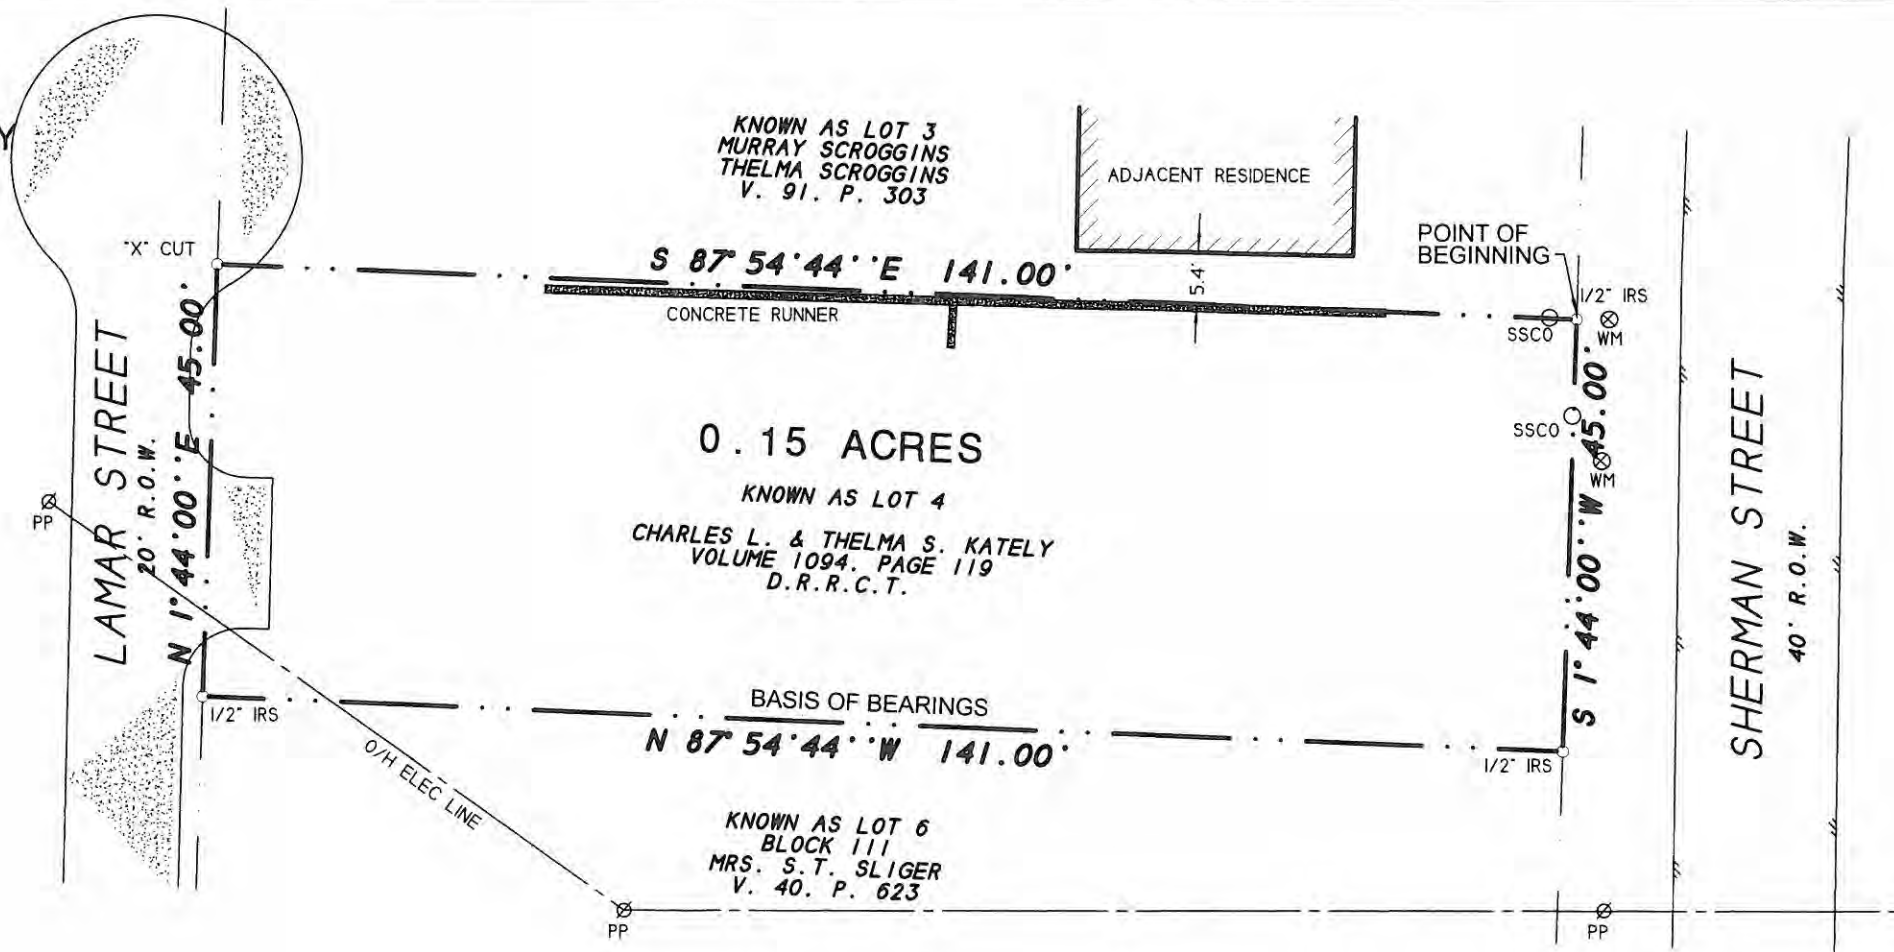 Y
KNOWN AS LOT 3
MURRAY SCROGGINS
THELMA SCROGGINS
V. 91. P. 303
ADJACENT RESIDENCE
POINT OF
BEGINNING
"X" CUT
S 87°54'44''E 141.00'
5.4'
1/2" IRS
CONCRETE RUNNER
SSCO
WM
LAMAR STREET
20' R.O.W.
N 1°44'00''E 45.00'
0.15 ACRES
KNOWN AS LOT 4
CHARLES L. & THELMA S. KATELY
VOLUME 1094. PAGE 119
D.R.R.C.T.
SSCO
WM
S 1°44'00''W 45.00'
SHERMAN STREET
40' R.O.W.
PP
1/2" IRS
BASIS OF BEARINGS
N 87°54'44''W 141.00'
1/2" IRS
O/H ELEC LINE
KNOWN AS LOT 6
BLOCK 111
MRS. S.T. SLIGER
V. 40. P. 623
PP
PP